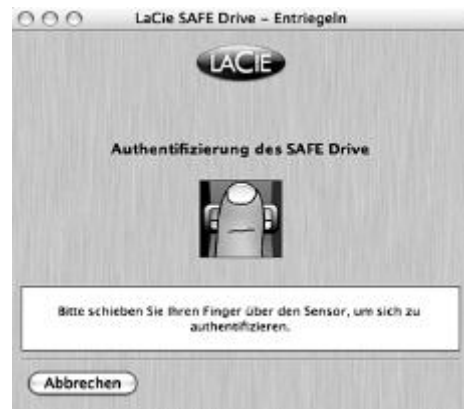 LaCie SAFE Drive – Entriegeln
LACIE
Authentifizierung des SAFE Drive
Bitte schieben Sie Ihren Finger über den Sensor, um sich zu
authentifizieren.
Abbrechen